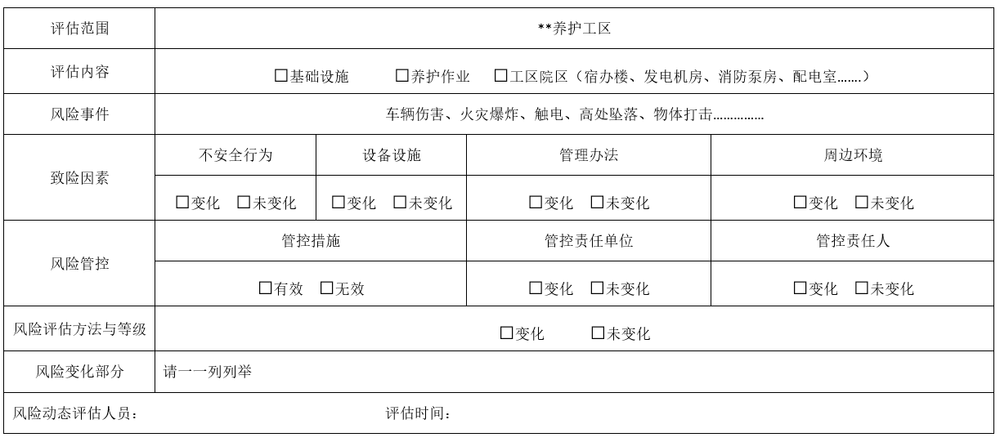 评估范围 **养护工区
评估内容 □基础设施 □养护作业 □工区院区（宿办楼、发电机房、消防泵房、配电室.......）
风险事件 车辆伤害、火灾爆炸、触电、高处坠落、物体打击...............
致险因素 不安全行为 设备设施 管理办法 周边环境
□变化 □未变化 □变化 □未变化 □变化 □未变化 □变化 □未变化
风险管控 管控措施 管控责任单位 管控责任人
□有效 □无效 □变化 □未变化 □变化 □未变化
风险评估方法与等级 □变化 □未变化
风险变化部分 请一一列列举
风险动态评估人员： 评估时间：